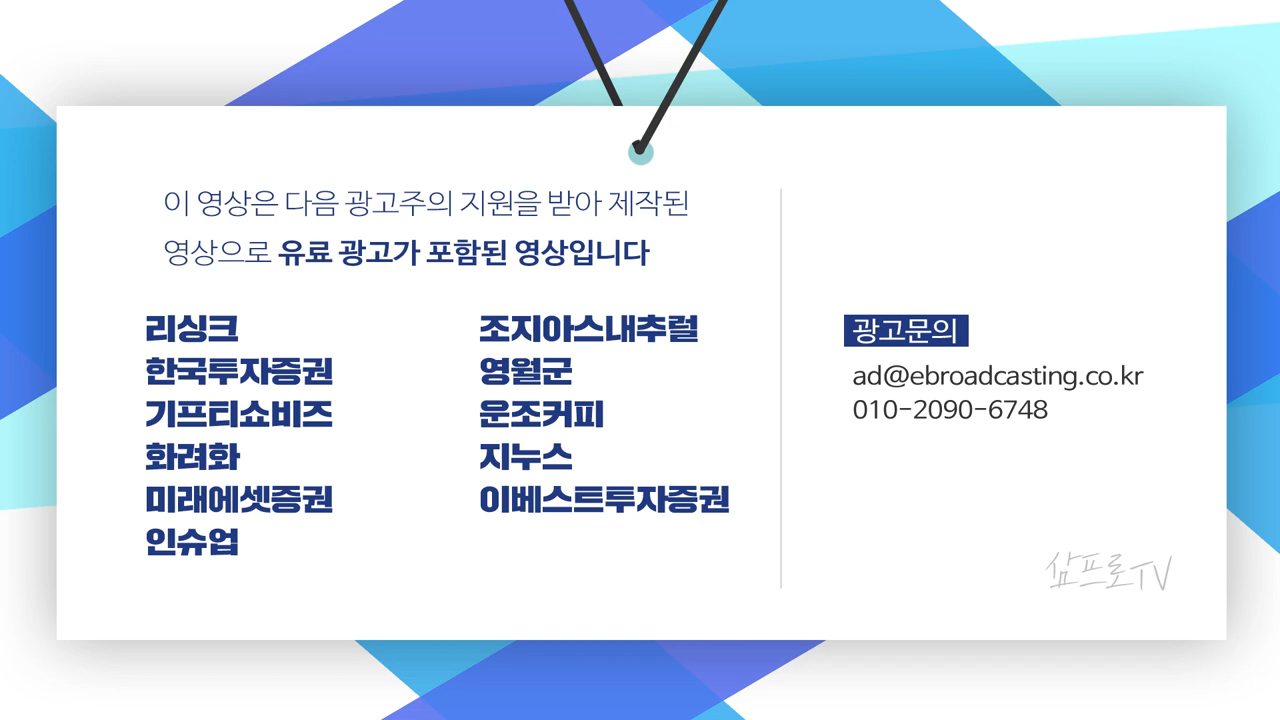 이 영상은 다음 광고주의 지원을 받아 제작된
영상으로 유료 광고가 포함된 영상입니다
리싱크
한국투자증권
기프티쇼비즈
화려화
미래에셋증권
인슈업
조지아스내추럴
영월군
운조커피
지누스
이베스트투자증권
광고문의
ad@ebroadcasting.co.kr
010-2090-6748
삼프로TV